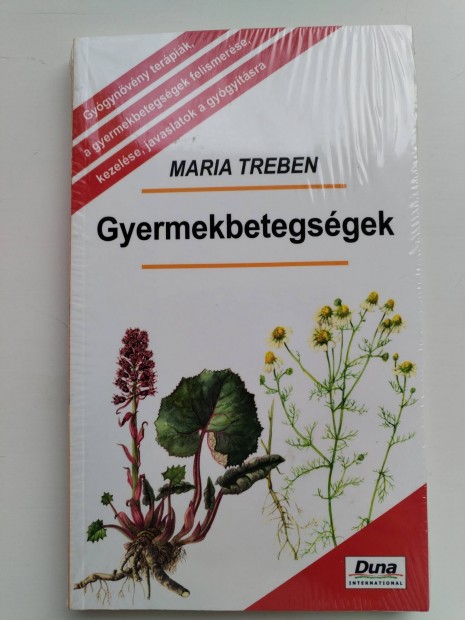 Gyógynövény terápiák,
a gyermekbetegségek felismerése,
kezelése, javaslatok a gyógyításra
MARIA TREBEN
Gyermekbetegségek
Duna
INTERNATIONAL